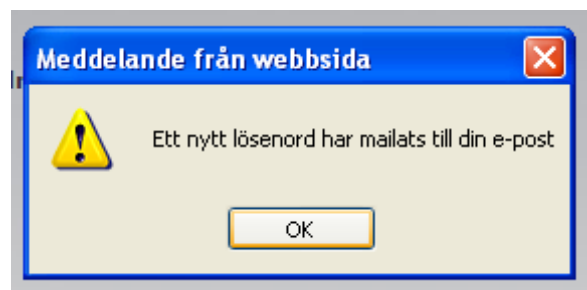 Meddelande från webbsida
Ett nytt lösenord har mailats till din e-post
OK